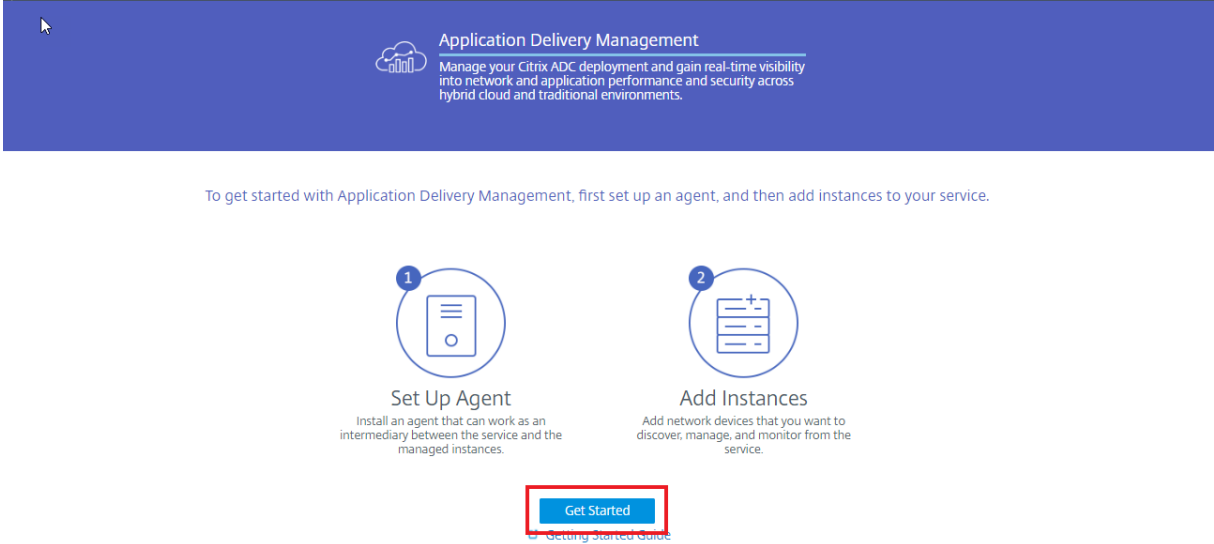 Application Delivery Management
Manage your Citrix ADC deployment and gain real-time visibility
into network and application performance and security across
hybrid cloud and traditional environments.
To get started with Application Delivery Management, first set up an agent, and then add instances to your service.
1
Set Up Agent
Install an agent that can work as an
intermediary between the service and the
managed instances.
2
Add Instances
Add network devices that you want to
discover, manage, and monitor from the
service.
Get Started
Getting Started Guide